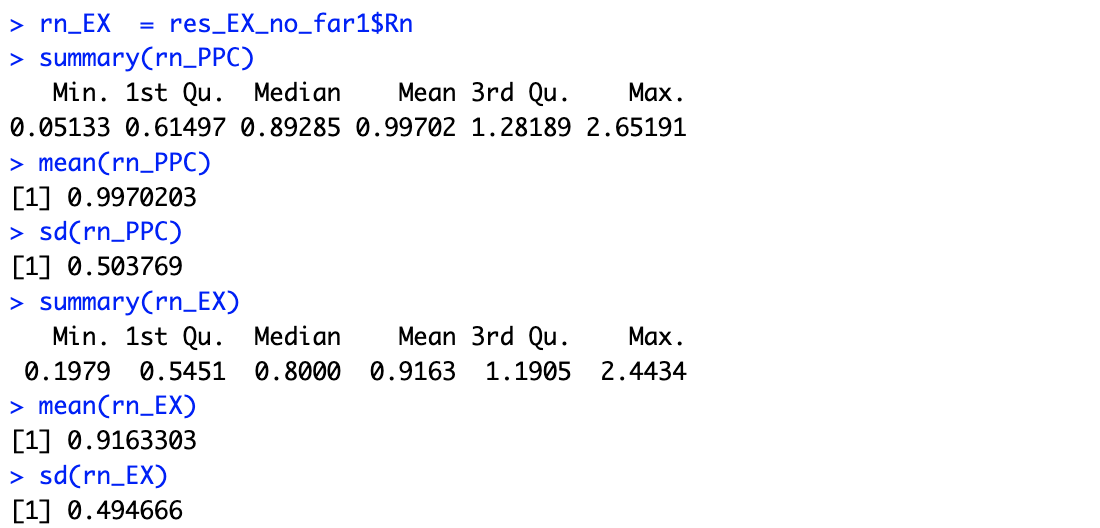 > rn_EX  = res_EX_no_far1$Rn
> summary(rn_PPC)
   Min. 1st Qu.  Median    Mean 3rd Qu.    Max.
0.05133 0.61497 0.89285 0.99702 1.28189 2.65191
> mean(rn_PPC)
[1] 0.9970203
> sd(rn_PPC)
[1] 0.503769
> summary(rn_EX)
   Min. 1st Qu.  Median    Mean 3rd Qu.    Max.
 0.1979  0.5451  0.8000  0.9163  1.1905  2.4434
> mean(rn_EX)
[1] 0.9163303
> sd(rn_EX)
[1] 0.494666